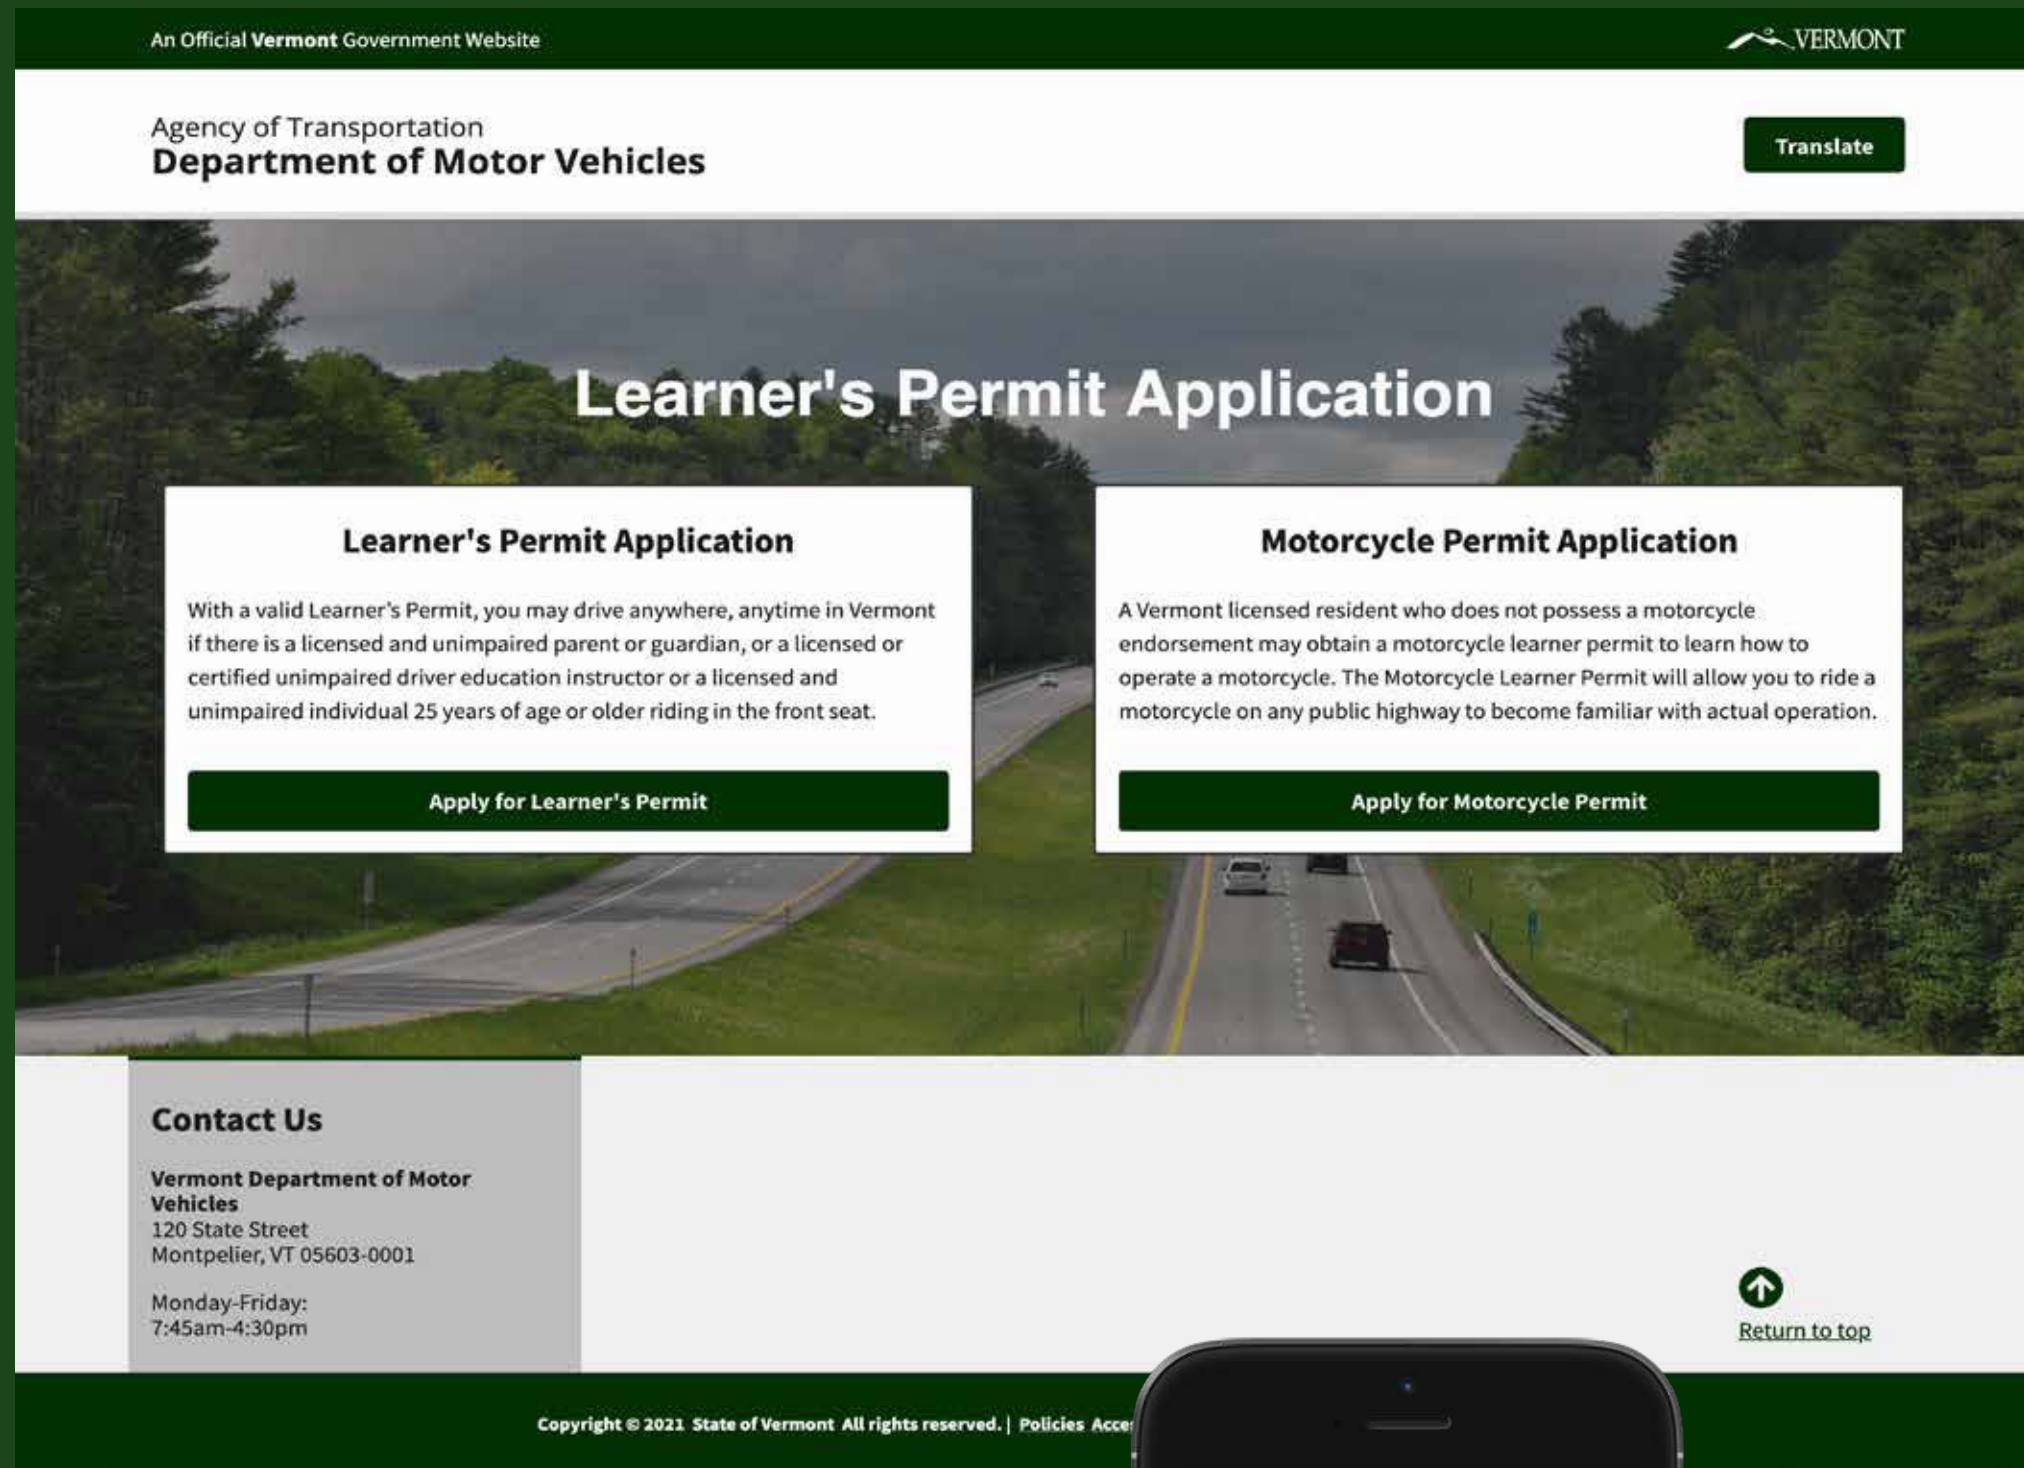 An Official Vermont Government Website
VERMONT
Agency of Transportation
Department of Motor Vehicles
Translate
Learner's Permit Application
Learner's Permit Application
With a valid Learner's Permit, you may drive anywhere, anytime in Vermont
if there is a licensed and unimpaired parent or guardian, or a licensed or
certified unimpaired driver education instructor or a licensed and
unimpaired individual 25 years of age or older riding in the front seat.
Apply for Learner's Permit
Motorcycle Permit Application
A Vermont licensed resident who does not possess a motorcycle
endorsement may obtain a motorcycle learner permit to learn how to
operate a motorcycle. The Motorcycle Learner Permit will allow you to ride a
motorcycle on any public highway to become familiar with actual operation.
Apply for Motorcycle Permit
Contact Us
Vermont Department of Motor
Vehicles
120 State Street
Montpelier, VT 05603-0001
Monday-Friday:
7:45am-4:30pm
Return to top
Copyright © 2021 State of Vermont All rights reserved. | Policies